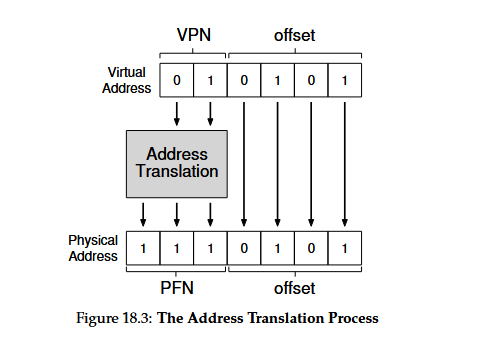 VPN offset
Virtual Address 0 1 0 1 0 1
Address
Translation
Physical Address 1 1 1 0 1 0 1
PFN offset
Figure 18.3: The Address Translation Process